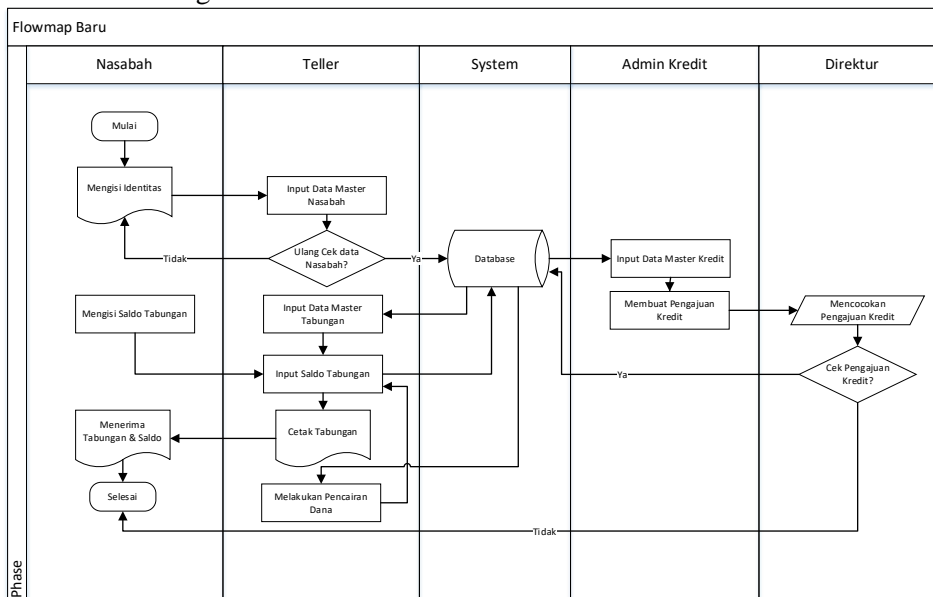 Flowmap Baru
Nasabah
Teller
System
Admin Kredit
Direktur
Phase
Mulai
Mengisi Identitas
Input Data Master
Nasabah
Ulang Cek data
Nasabah?
Tidak
Ya
Database
Input Data Master Kredit
Membuat Pengajuan
Kredit
Mencocokan
Pengajuan Kredit
Cek Pengajuan
Kredit?
Ya
Tidak
Mengisi Saldo Tabungan
Input Data Master
Tabungan
Input Saldo Tabungan
Cetak Tabungan
Menerima
Tabungan & Saldo
Selesai
Melakukan Pencairan
Dana